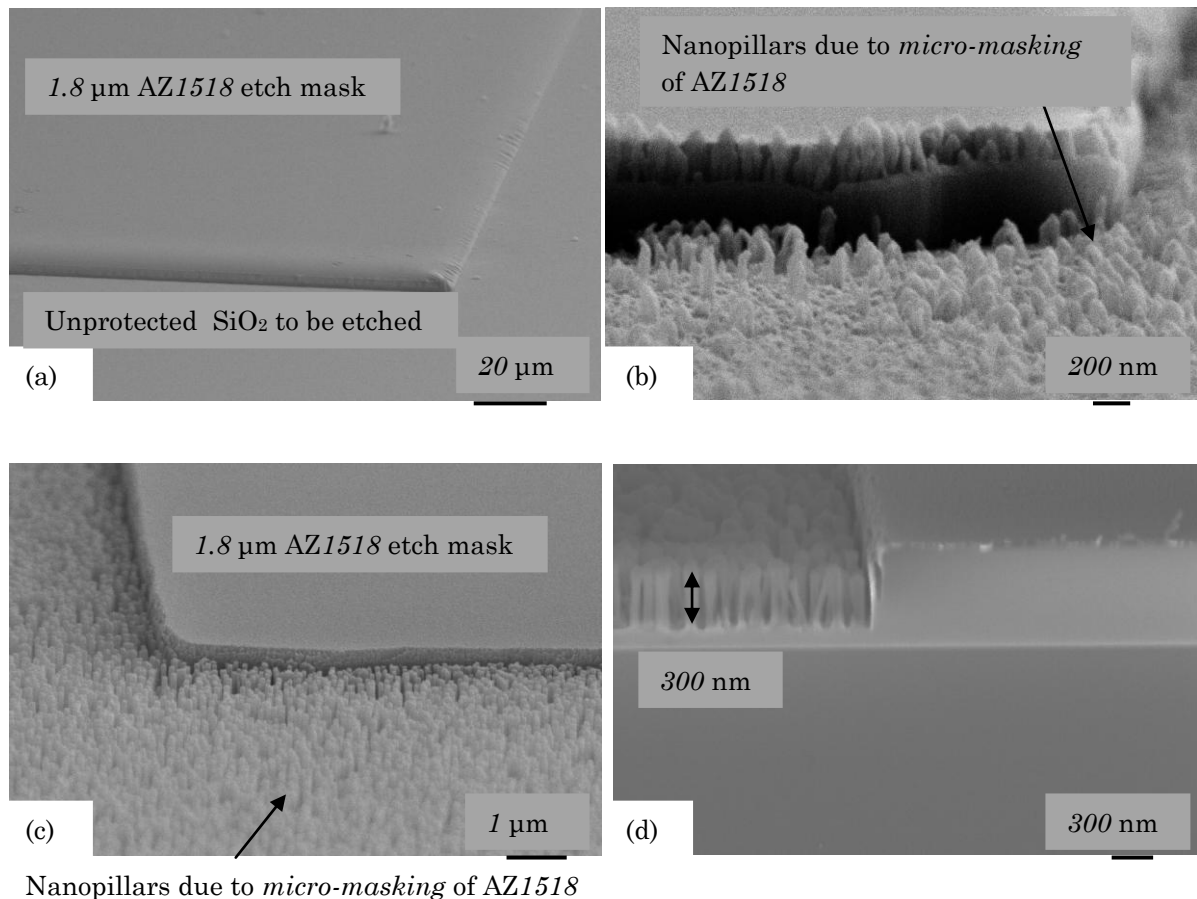 1.8 µm AZ1518 etch mask
Unprotected SiO₂ to be etched
(a)
20 µm
Nanopillars due to micro-masking
of AZ1518
(b)
200 nm
1.8 µm AZ1518 etch mask
(c)
1 µm
Nanopillars due to micro-masking of AZ1518
300 nm
(d)
300 nm